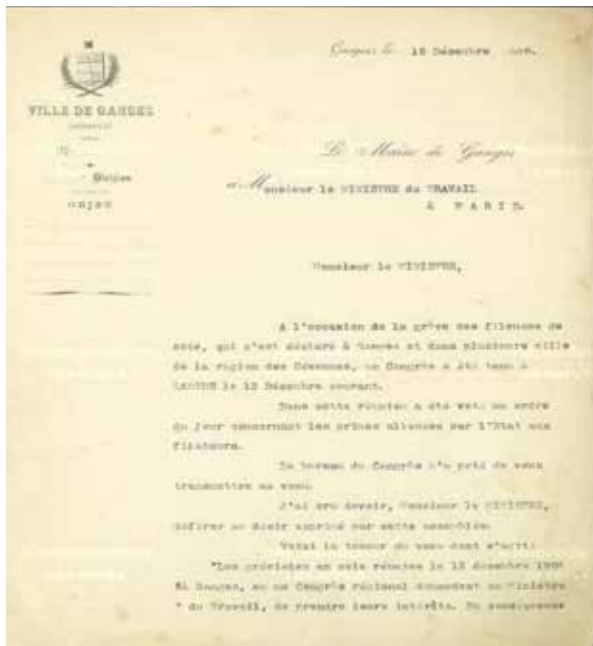 Ganges le 16 Décembre
VILLE DE GANGES
Le Maire de Ganges
à Monsieur le MINISTRE du TRAVAIL
à PARIS.
OBJET
Monsieur le MINISTRE,
A l'occasion de la grève des fileuses de
soie, qui s'est déclaré à Ganges et dans plusieurs ville
de la région des Cévennes, un Congrès a été tenu à
GANGES le 13 Décembre courant.
Dans cette réunion a été voté un ordre
du jour concernant les primes allouées par l'Etat aux
filateurs.
Le bureau du Congrès m'a prié de vous
transmettre ce voeu.
J'ai cru devoir, Monsieur le MINISTRE,
déférer au désir exprimé par cette assemblée.
Voici la teneur du voeu dont s'agit:
"Les ouvrières en soie réunies le 13 décembre
"à Ganges, en un Congrès régional demandent au Ministre
" du Travail, de prendre leurs intérêts. En conséquence